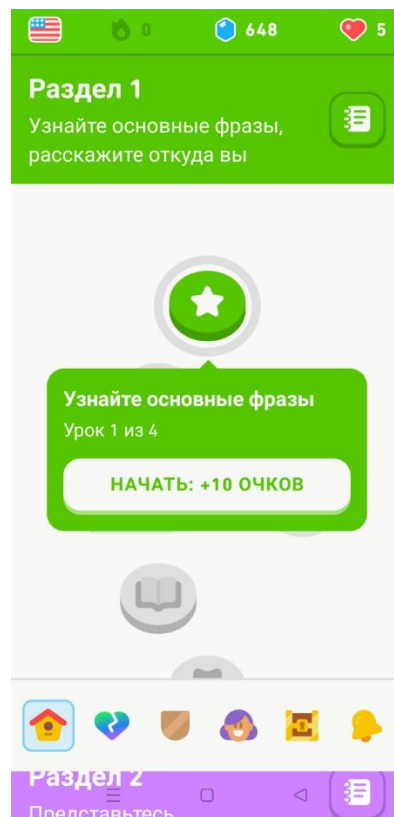 0
648
5
Раздел 1
Узнайте основные фразы,
расскажите откуда вы
Узнайте основные фразы
Урок 1 из 4
НАЧАТЬ: +10 ОЧКОВ
Раздел 2
Представьтесь